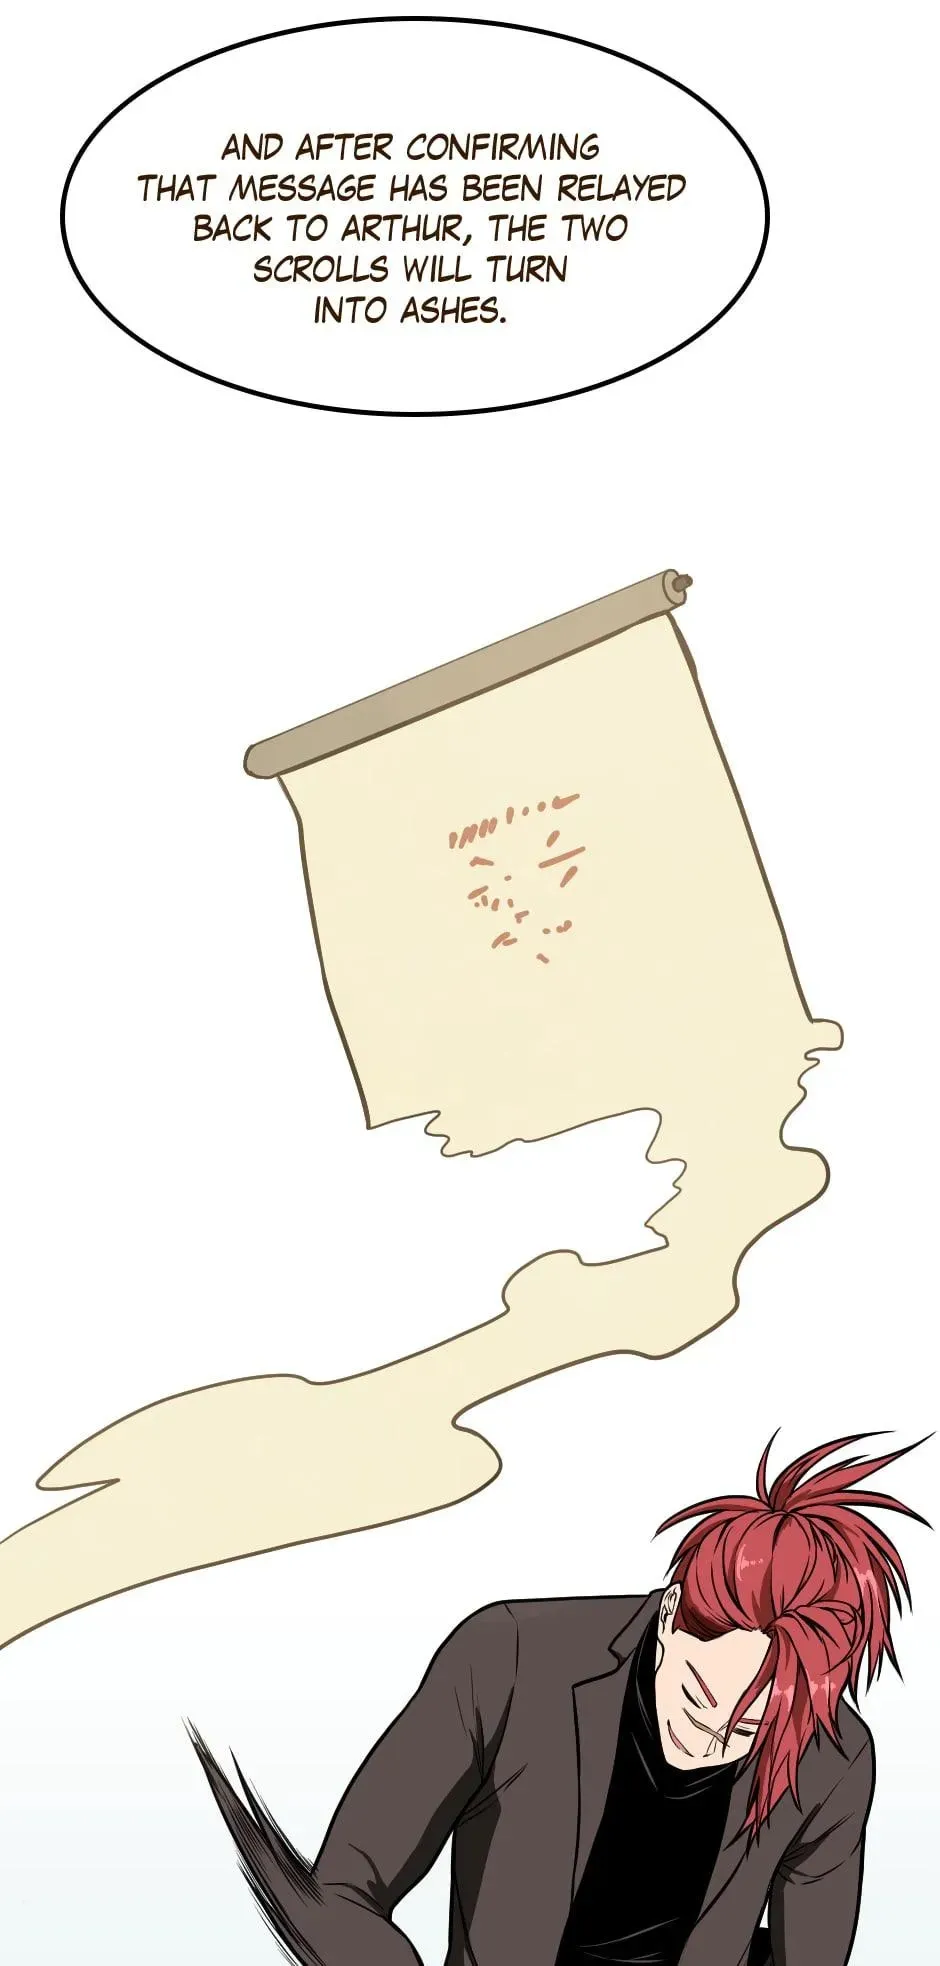 AND AFTER CONFIRMING
THAT MESSAGE HAS BEEN RELAYED
BACK TO ARTHUR, THE TWO
SCROLLS WILL TURN
INTO ASHES.